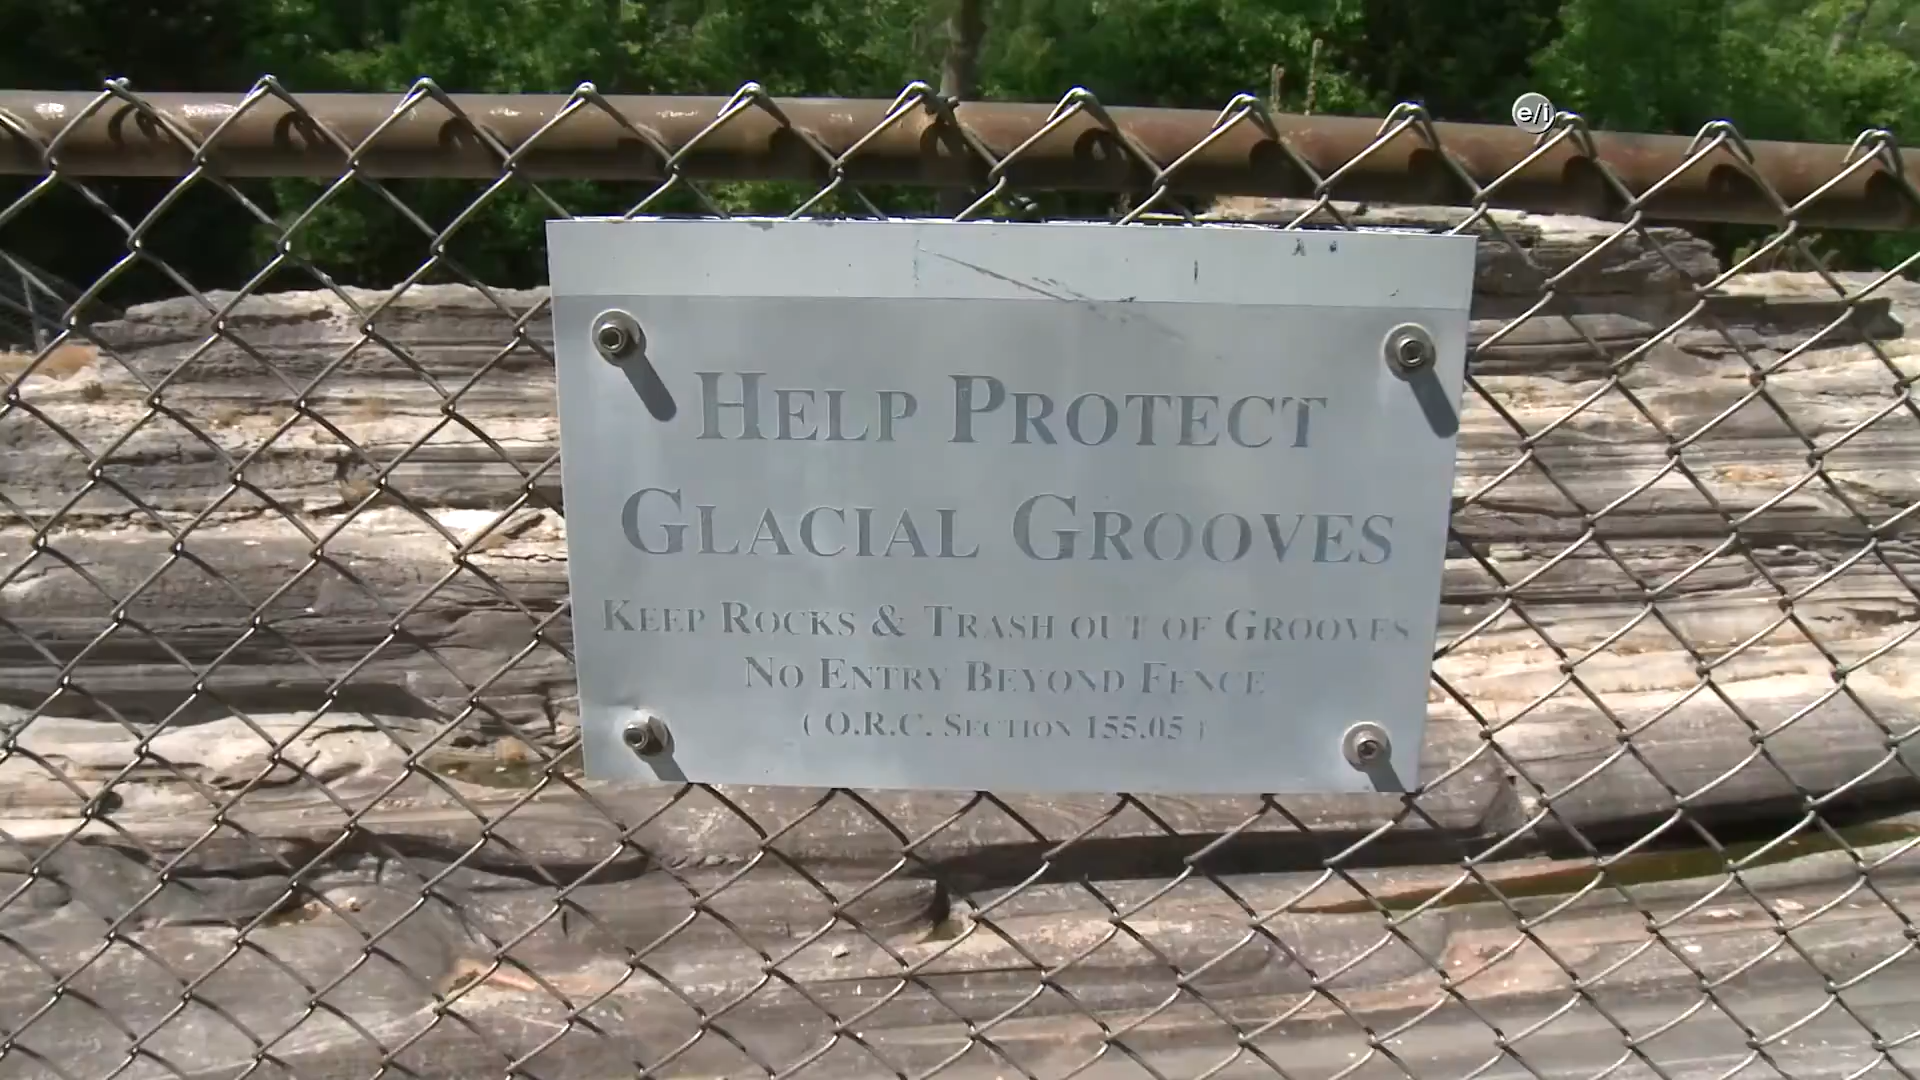 e/i
HELP PROTECT
GLACIAL GROOVES
KEEP ROCKS & TRASH OUT OF GROOVES
NO ENTRY BEYOND FENCE
( O.R.C. SECTION 155.05 )